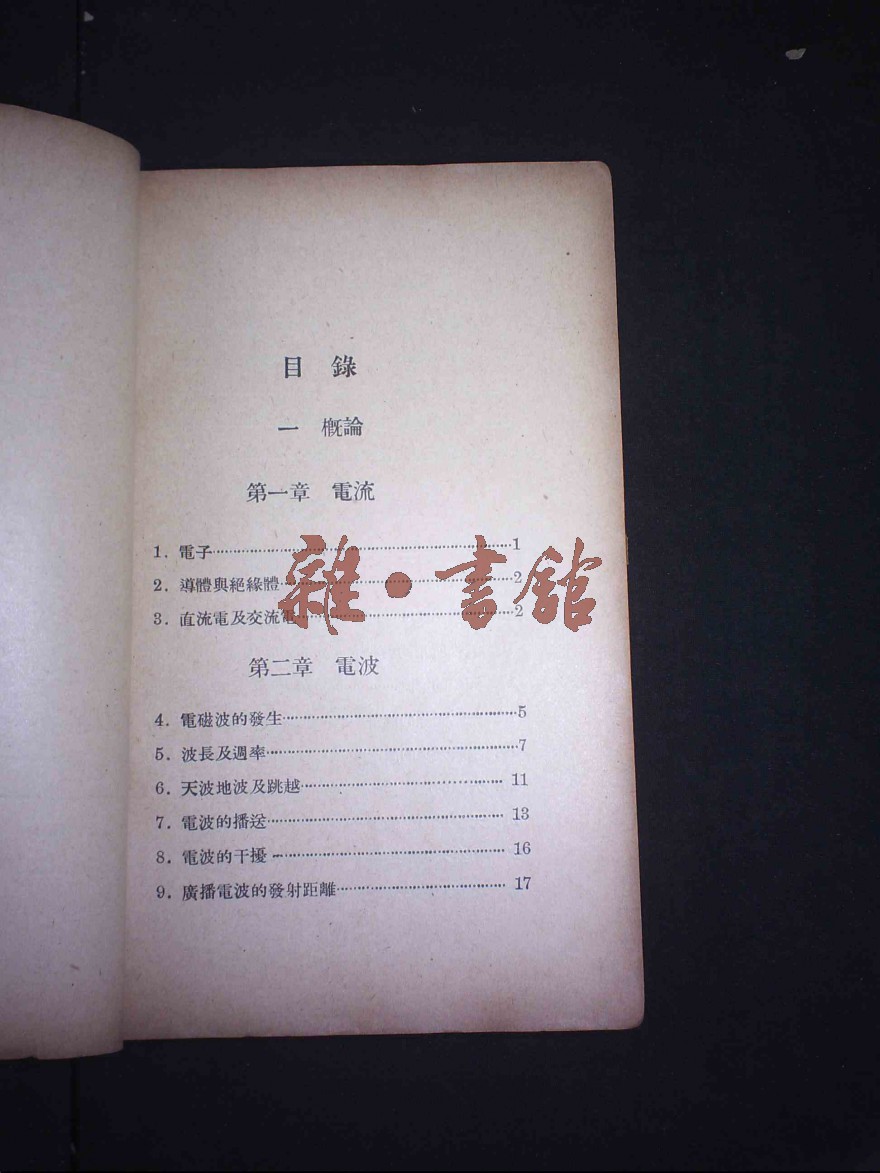 目 錄
一 概論
第一章 電流
1. 電子……1
2. 導體與絕緣體……2
3. 直流電及交流電……2
雜·書館
第二章 電波
4. 電磁波的發生……5
5. 波長及週率……7
6. 天波地波及跳越……11
7. 電波的播送……13
8. 電波的干擾……16
9. 廣播電波的發射距離……17